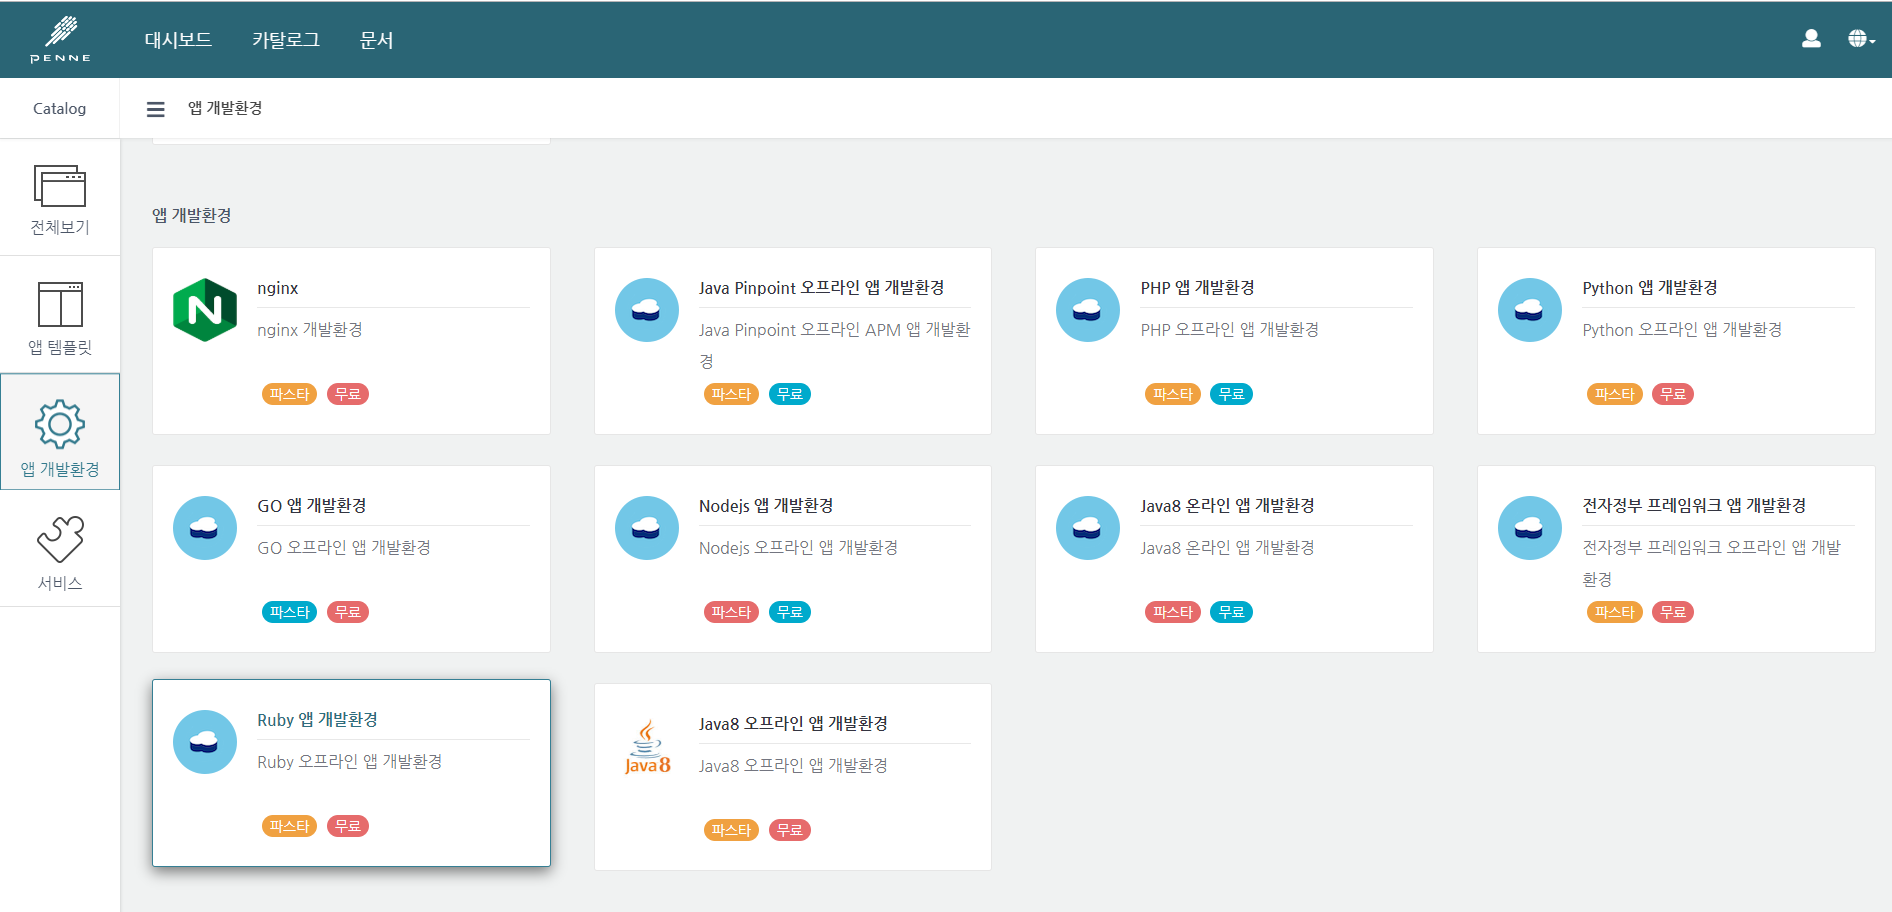 PENNE
대시보드
카탈로그
문서
Catalog
앱 개발환경
전체보기
앱 템플릿
앱 개발환경
서비스
앱 개발환경
nginx
nginx 개발환경
파스타
무료
Java Pinpoint 오프라인 앱 개발환경
Java Pinpoint 오프라인 APM 앱 개발환
경
파스타
무료
PHP 앱 개발환경
PHP 오프라인 앱 개발환경
파스타
무료
Python 앱 개발환경
Python 오프라인 앱 개발환경
파스타
무료
GO 앱 개발환경
GO 오프라인 앱 개발환경
파스타
무료
Nodejs 앱 개발환경
Nodejs 오프라인 앱 개발환경
파스타
무료
Java8 온라인 앱 개발환경
Java8 온라인 앱 개발환경
파스타
무료
전자정부 프레임워크 앱 개발환경
전자정부 프레임워크 오프라인 앱 개발
환경
파스타
무료
Ruby 앱 개발환경
Ruby 오프라인 앱 개발환경
파스타
무료
Java8
Java8 오프라인 앱 개발환경
Java8 오프라인 앱 개발환경
파스타
무료